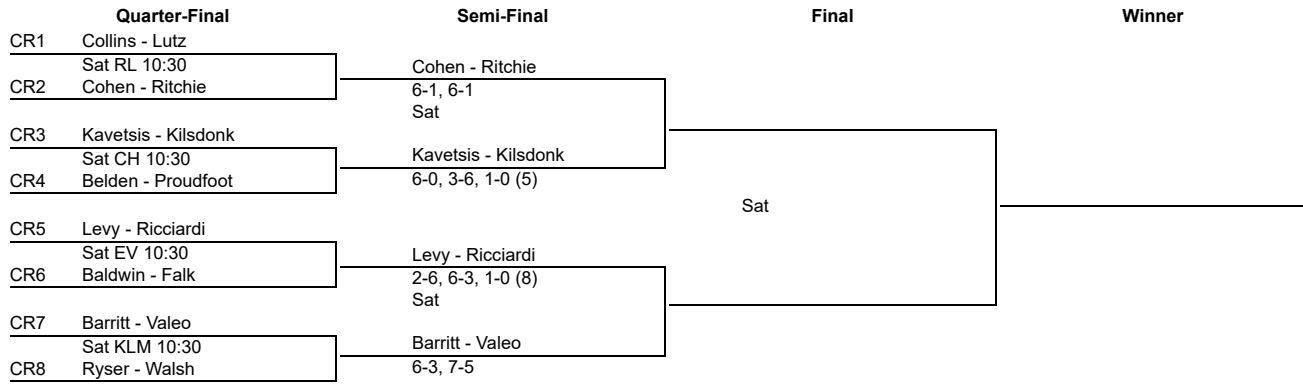 Quarter-Final Semi-Final Final Winner
CR1 Collins - Lutz
Sat RL 10:30
CR2 Cohen - Ritchie
Cohen - Ritchie
6-1, 6-1
Sat
CR3 Kavetsis - Kilsdonk
Sat CH 10:30
CR4 Belden - Proudfoot
Kavetsis - Kilsdonk
6-0, 3-6, 1-0 (5)
Sat
CR5 Levy - Ricciardi
Sat EV 10:30
CR6 Baldwin - Falk
Levy - Ricciardi
2-6, 6-3, 1-0 (8)
Sat
CR7 Barritt - Valeo
Sat KLM 10:30
CR8 Ryser - Walsh
Barritt - Valeo
6-3, 7-5